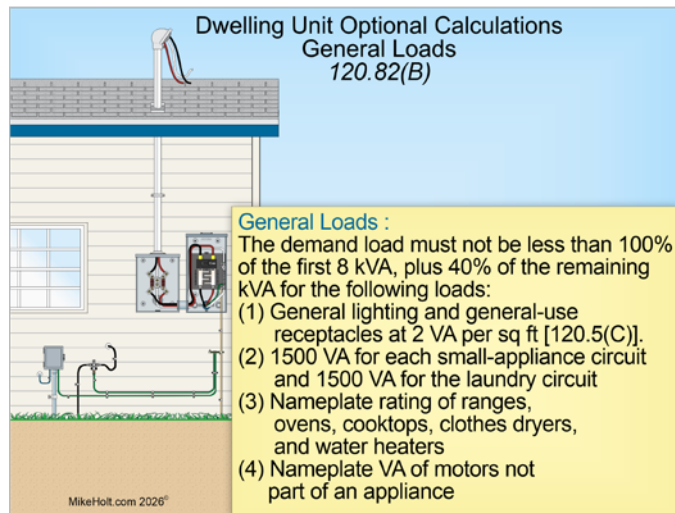 Dwelling Unit Optional Calculations
General Loads
120.82(B)
General Loads :
The demand load must not be less than 100%
of the first 8 kVA, plus 40% of the remaining
kVA for the following loads:
(1) General lighting and general-use
receptacles at 2 VA per sq ft [120.5(C)].
(2) 1500 VA for each small-appliance circuit
and 1500 VA for the laundry circuit
(3) Nameplate rating of ranges,
ovens, cooktops, clothes dryers,
and water heaters
(4) Nameplate VA of motors not
part of an appliance
MikeHolt.com 2026©